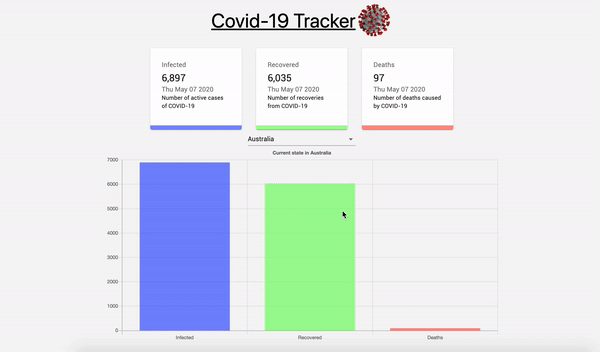 Covid-19 Tracker
Infected
6,897
Thu May 07 2020
Number of active cases
of COVID-19
Recovered
6,035
Thu May 07 2020
Number of recoveries
from COVID-19
Deaths
97
Thu May 07 2020
Number of deaths caused
by COVID-19
Australia
Current state in Australia
7000
6000
5000
4000
3000
2000
1000
0
Infected
Recovered
Deaths